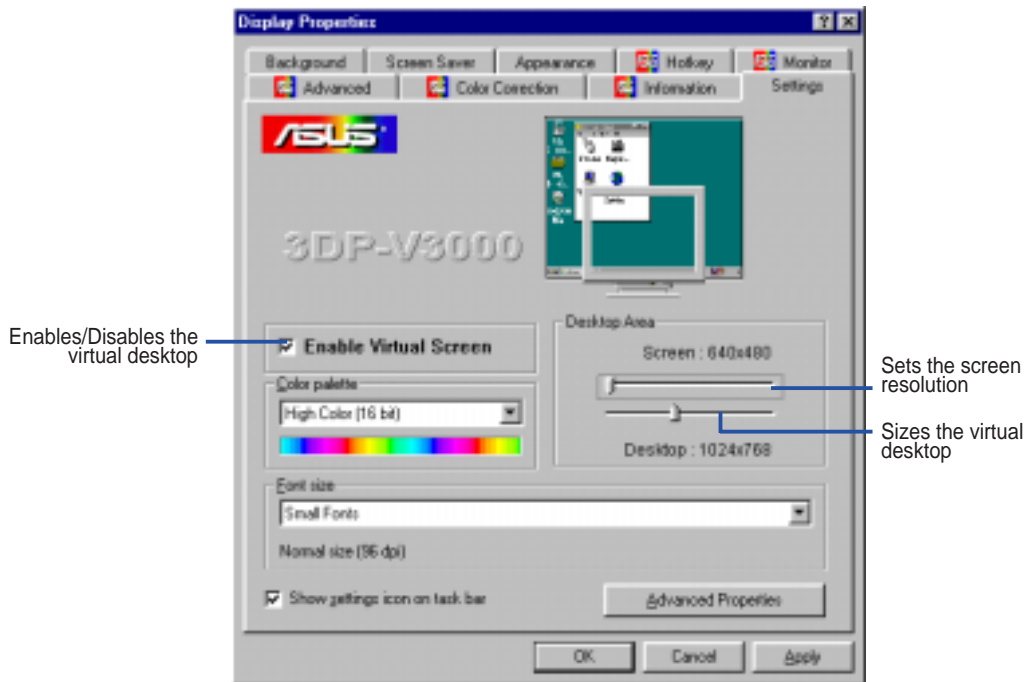 Display Properties
Background Screen Saver Appearance Hotkey Monitor
Advanced Color Correction Information Settings
ASUS
3DP-V3000
Enables/Disables the
virtual desktop
Enable Virtual Screen
Desktop Area
Screen : 640x480
Sets the screen
resolution
Color palette
High Color (16 bit)
Sizes the virtual
desktop
Desktop : 1024x768
Font size
Small Fonts
Normal size (96 dpi)
Show settings icon on task bar
Advanced Properties
OK Cancel Apply